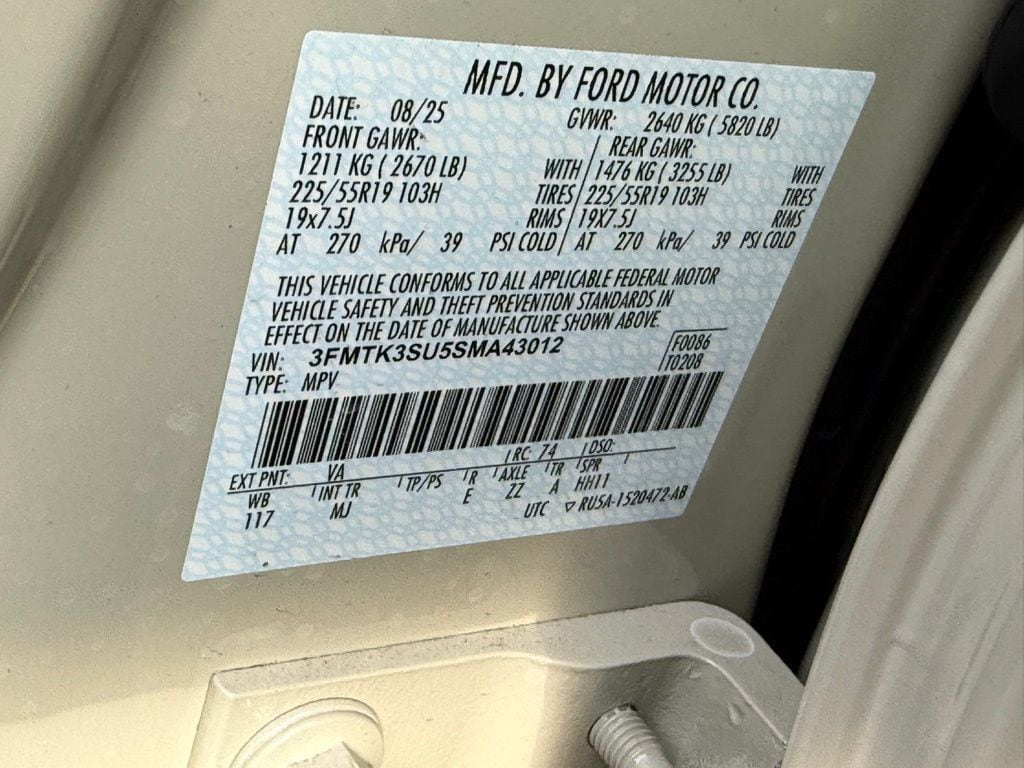 MFD. BY FORD MOTOR CO.
DATE: 08/25 GVWR: 2640 KG ( 5820 LB)
FRONT GAWR: REAR GAWR:
1211 KG ( 2670 LB) WITH 1476 KG ( 3255 LB) WITH
225/55R19 103H TIRES 225/55R19 103H TIRES
19x7.5J RIMS 19X7.5J RIMS
AT 270 kPa/ 39 PSI COLD AT 270 kPa/ 39 PSI COLD
THIS VEHICLE CONFORMS TO ALL APPLICABLE FEDERAL MOTOR
VEHICLE SAFETY AND THEFT PREVENTION STANDARDS IN
EFFECT ON THE DATE OF MANUFACTURE SHOWN ABOVE.
VIN: 3FMTK3SU5SMA43012 F0086
TYPE: MPV T0208
EXT PNT: VA RC: 74 DSO:
WB INT TR TP/PS R AXLE TR SPR
117 MJ E ZZ A HH11
UTC ▽ RU5A-1520472-AB